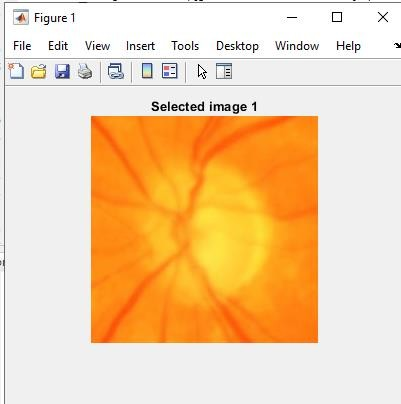 Figure 1
File Edit View Insert Tools Desktop Window Help
Selected image 1